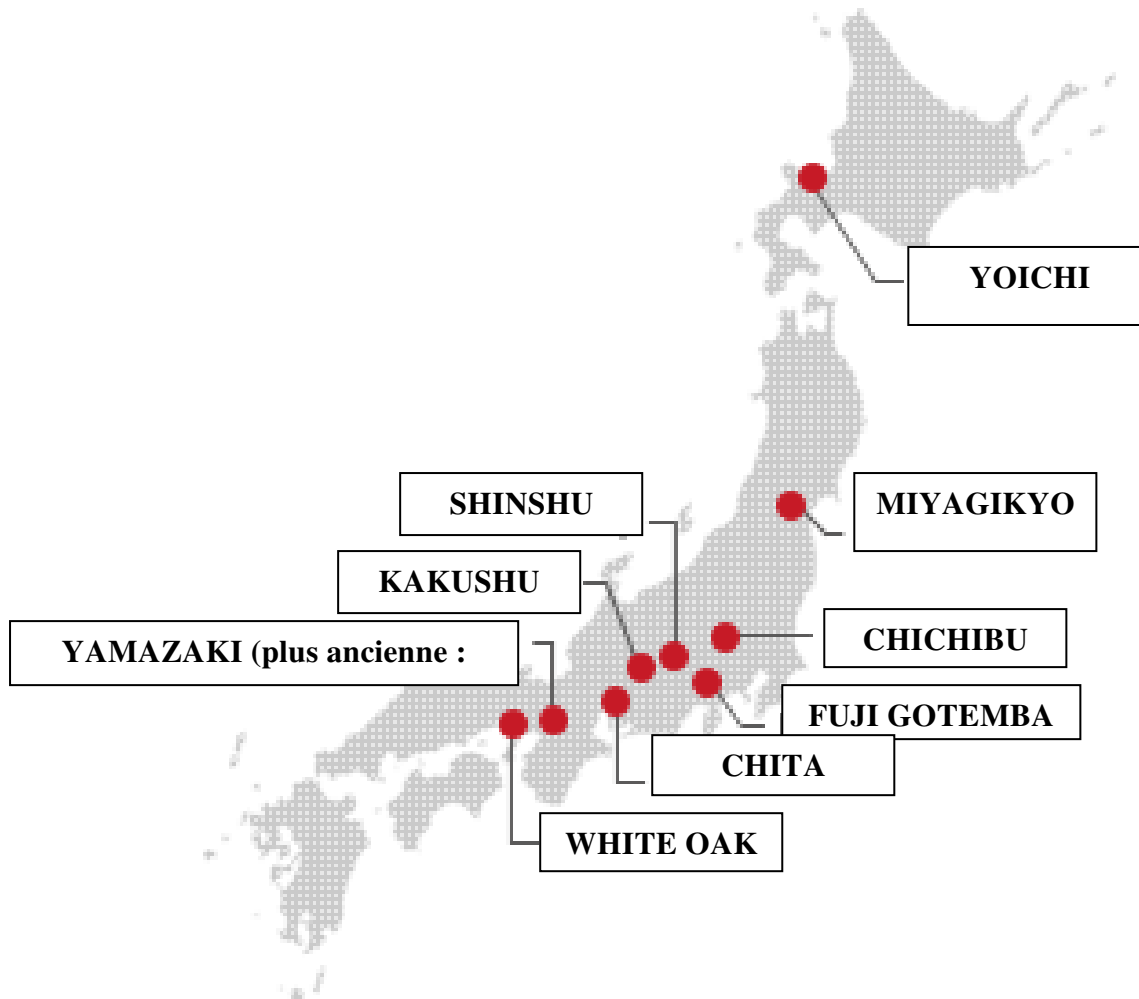 YOICHI
SHINSHU
MIYAGIKYO
KAKUSHU
YAMAZAKI (plus ancienne :
CHICHIBU
FUJI GOTEMBA
CHITA
WHITE OAK